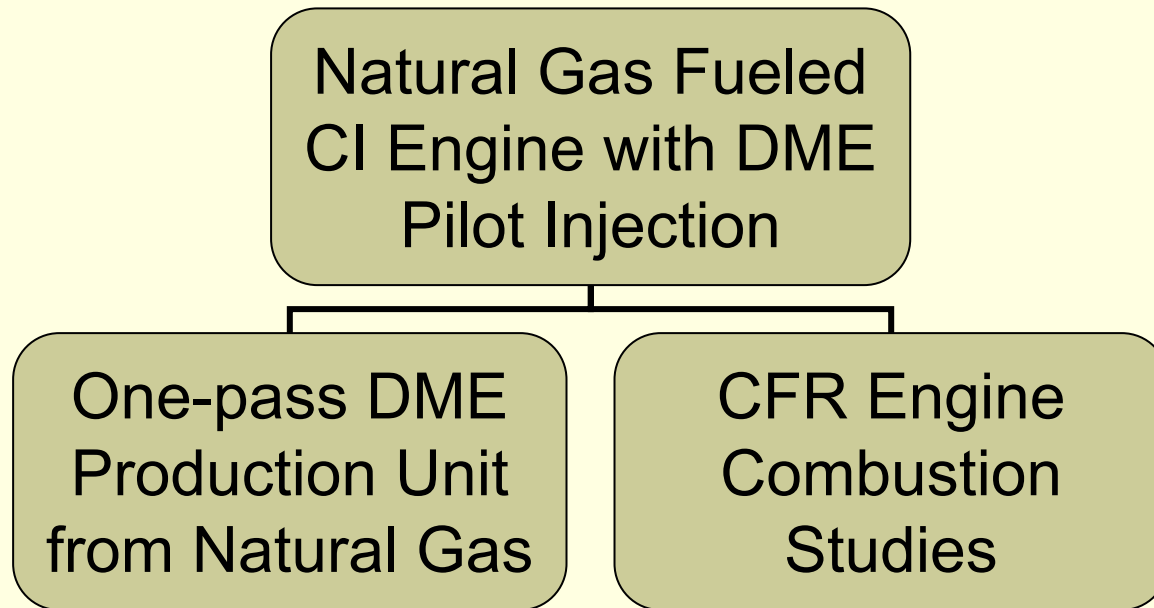 Natural Gas Fueled
CI Engine with DME
Pilot Injection
One-pass DME
Production Unit
from Natural Gas
CFR Engine
Combustion
Studies